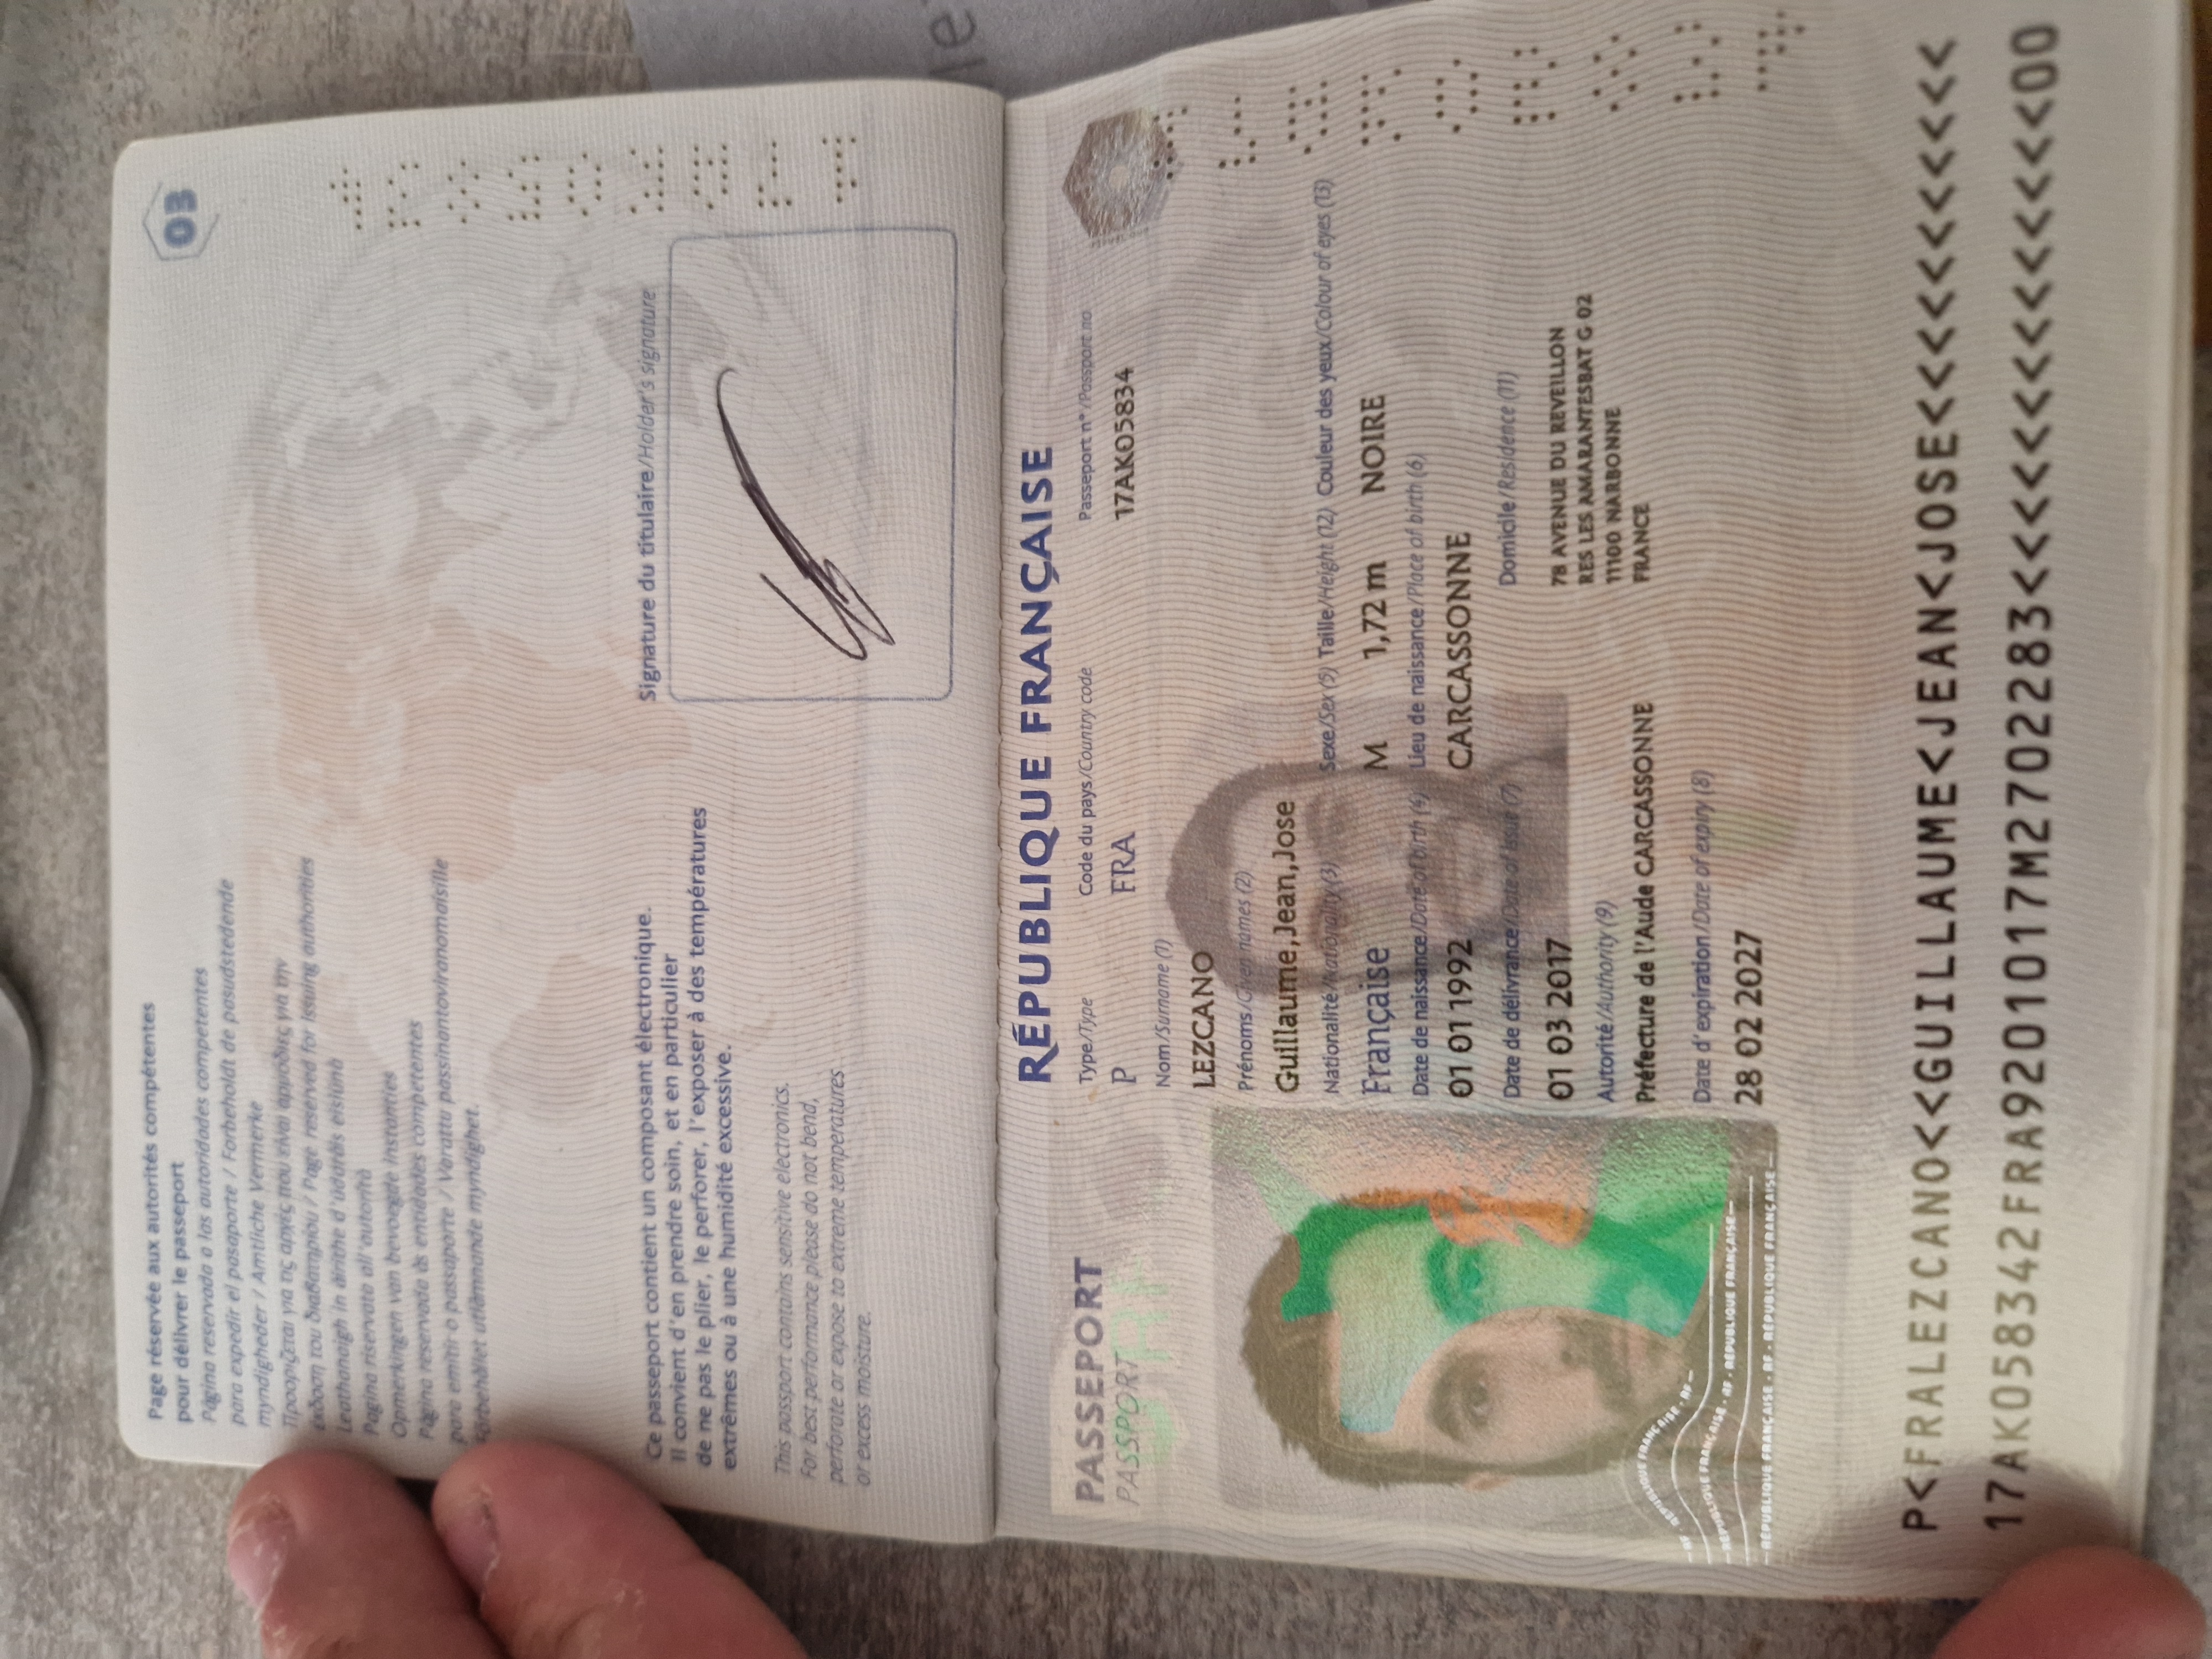 Page réservée aux autorités compétentes
pour délivrer le passeport
Página reservada a las autoridades competentes
para expedir el pasaporte / Forbeholdt de pasudstedende
myndigheder / Amtliche Vermerke
Προορίζεται για τις αρχές που είναι αρμόδιες για την
έκδοση του διαβατηρίου / Page reserved for issuing authorities
Leathanaigh in áirithe d'údaráis eisiúna
Pagina riservata all'autorità
Opmerkingen van bevoegde instanties
Página reservada às entidades competentes
para emitir o passaporte / Varattu passinantoviranomaisille
Förbehållet utlämnande myndighet.
03
17AK05834
Ce passeport contient un composant électronique.
Il convient d'en prendre soin, et en particulier
de ne pas le plier, le perforer, l'exposer à des températures
extrêmes ou à une humidité excessive.
This passport contains sensitive electronics.
For best performance please do not bend,
perforate or expose to extreme temperatures
or excess moisture.
Signature du titulaire/Holder's signature
RÉPUBLIQUE FRANÇAISE
PASSEPORT
PASSPORT
RF
Type/Type Code du pays/Country code Passeport n°/Passport no
P FRA 17AK05834
Nom/Surname (1)
LEZCANO
Prénoms/Given names (2)
Guillaume,Jean,Jose
Nationalité/Nationality (3) Sexe/Sex (5) Taille/Height (12) Couleur des yeux/Colour of eyes (13)
Française M 1,72 m NOIRE
Date de naissance/Date of birth (4) Lieu de naissance/Place of birth (6)
01 01 1992 CARCASSONNE
Date de délivrance/Date of issue (7) Domicile/Residence (11)
01 03 2017
78 AVENUE DU REVEILLON
RES LES AMARANTESBAT G 02
11100 NARBONNE
FRANCE
Autorité/Authority (9)
Préfecture de l'Aude CARCASSONNE
Date d'expiration/Date of expiry (8)
28 02 2027
17AK05834
RF - RÉPUBLIQUE FRANÇAISE - RF
RÉPUBLIQUE FRANÇAISE - RF - RÉPUBLIQUE FRANÇAISE
RÉPUBLIQUE FRANÇAISE - RF - RÉPUBLIQUE FRANÇAISE
P<FRALEZCANO<<GUILLAUME<JEAN<JOSE<<<<<<<<<<<
17AK058342FRA9201017M2702283<<<<<<<<<<<<<<00